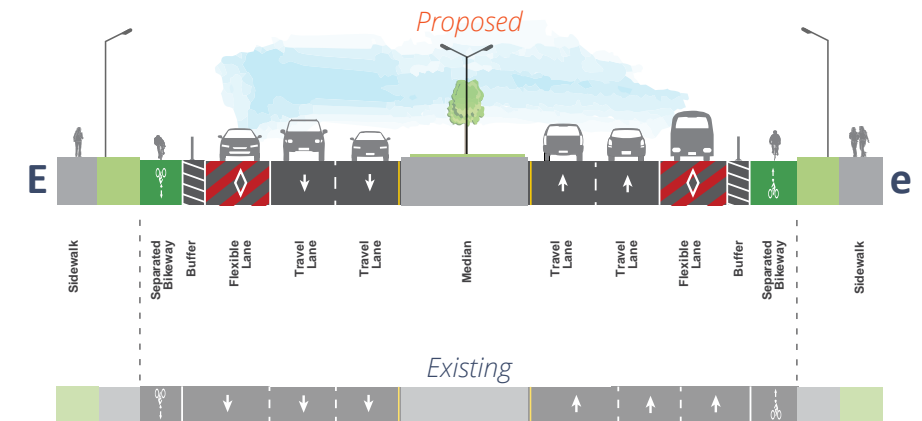 Proposed
E
e
Sidewalk
Separated
Bikeway
Buffer
Flexible
Lane
Travel
Lane
Travel
Lane
Median
Travel
Lane
Travel
Lane
Flexible
Lane
Buffer
Separated
Bikeway
Sidewalk
Existing